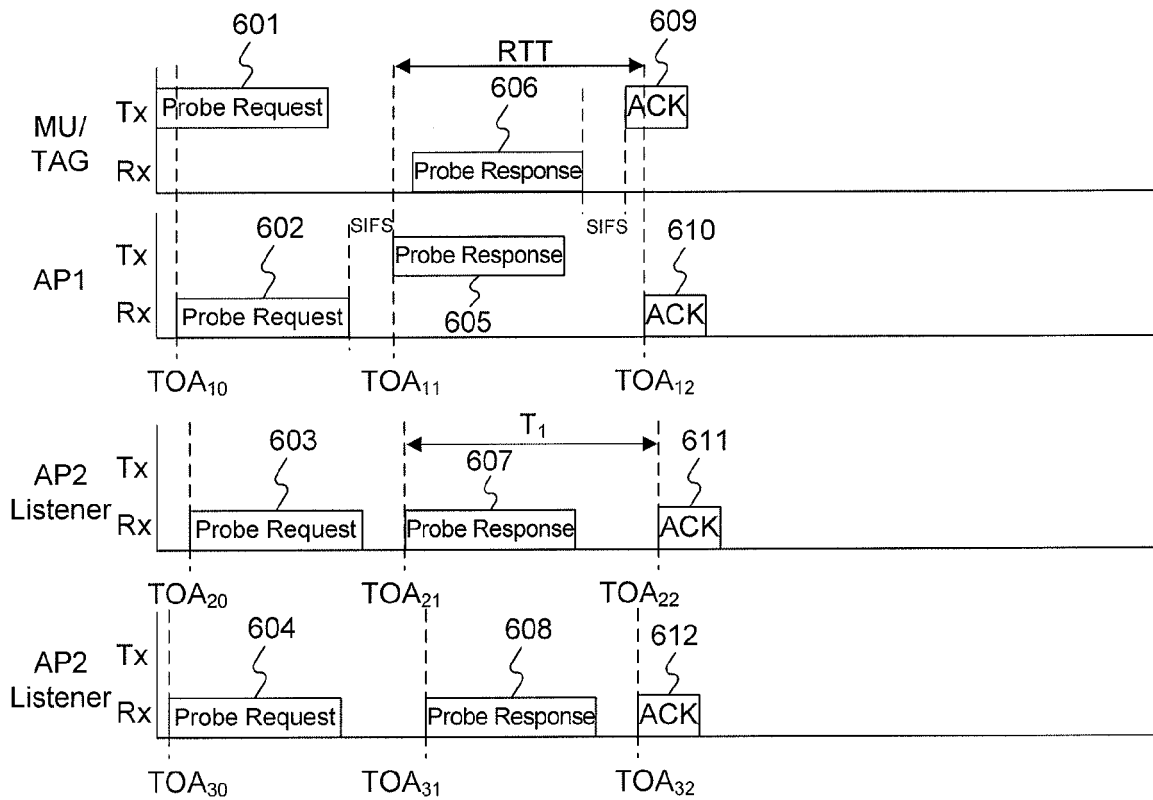 601
RTT
609
606
MU/
TAG
Tx
Probe Request
ACK
Rx
Probe Response
602
SIFS
SIFS
610
AP1
Tx
Probe Response
605
Rx
Probe Request
ACK
TOA10
TOA11
TOA12
T1
603
607
611
AP2
Listener
Tx
Rx
Probe Request
Probe Response
ACK
TOA20
TOA21
TOA22
604
608
612
AP2
Listener
Tx
Rx
Probe Request
Probe Response
ACK
TOA30
TOA31
TOA32